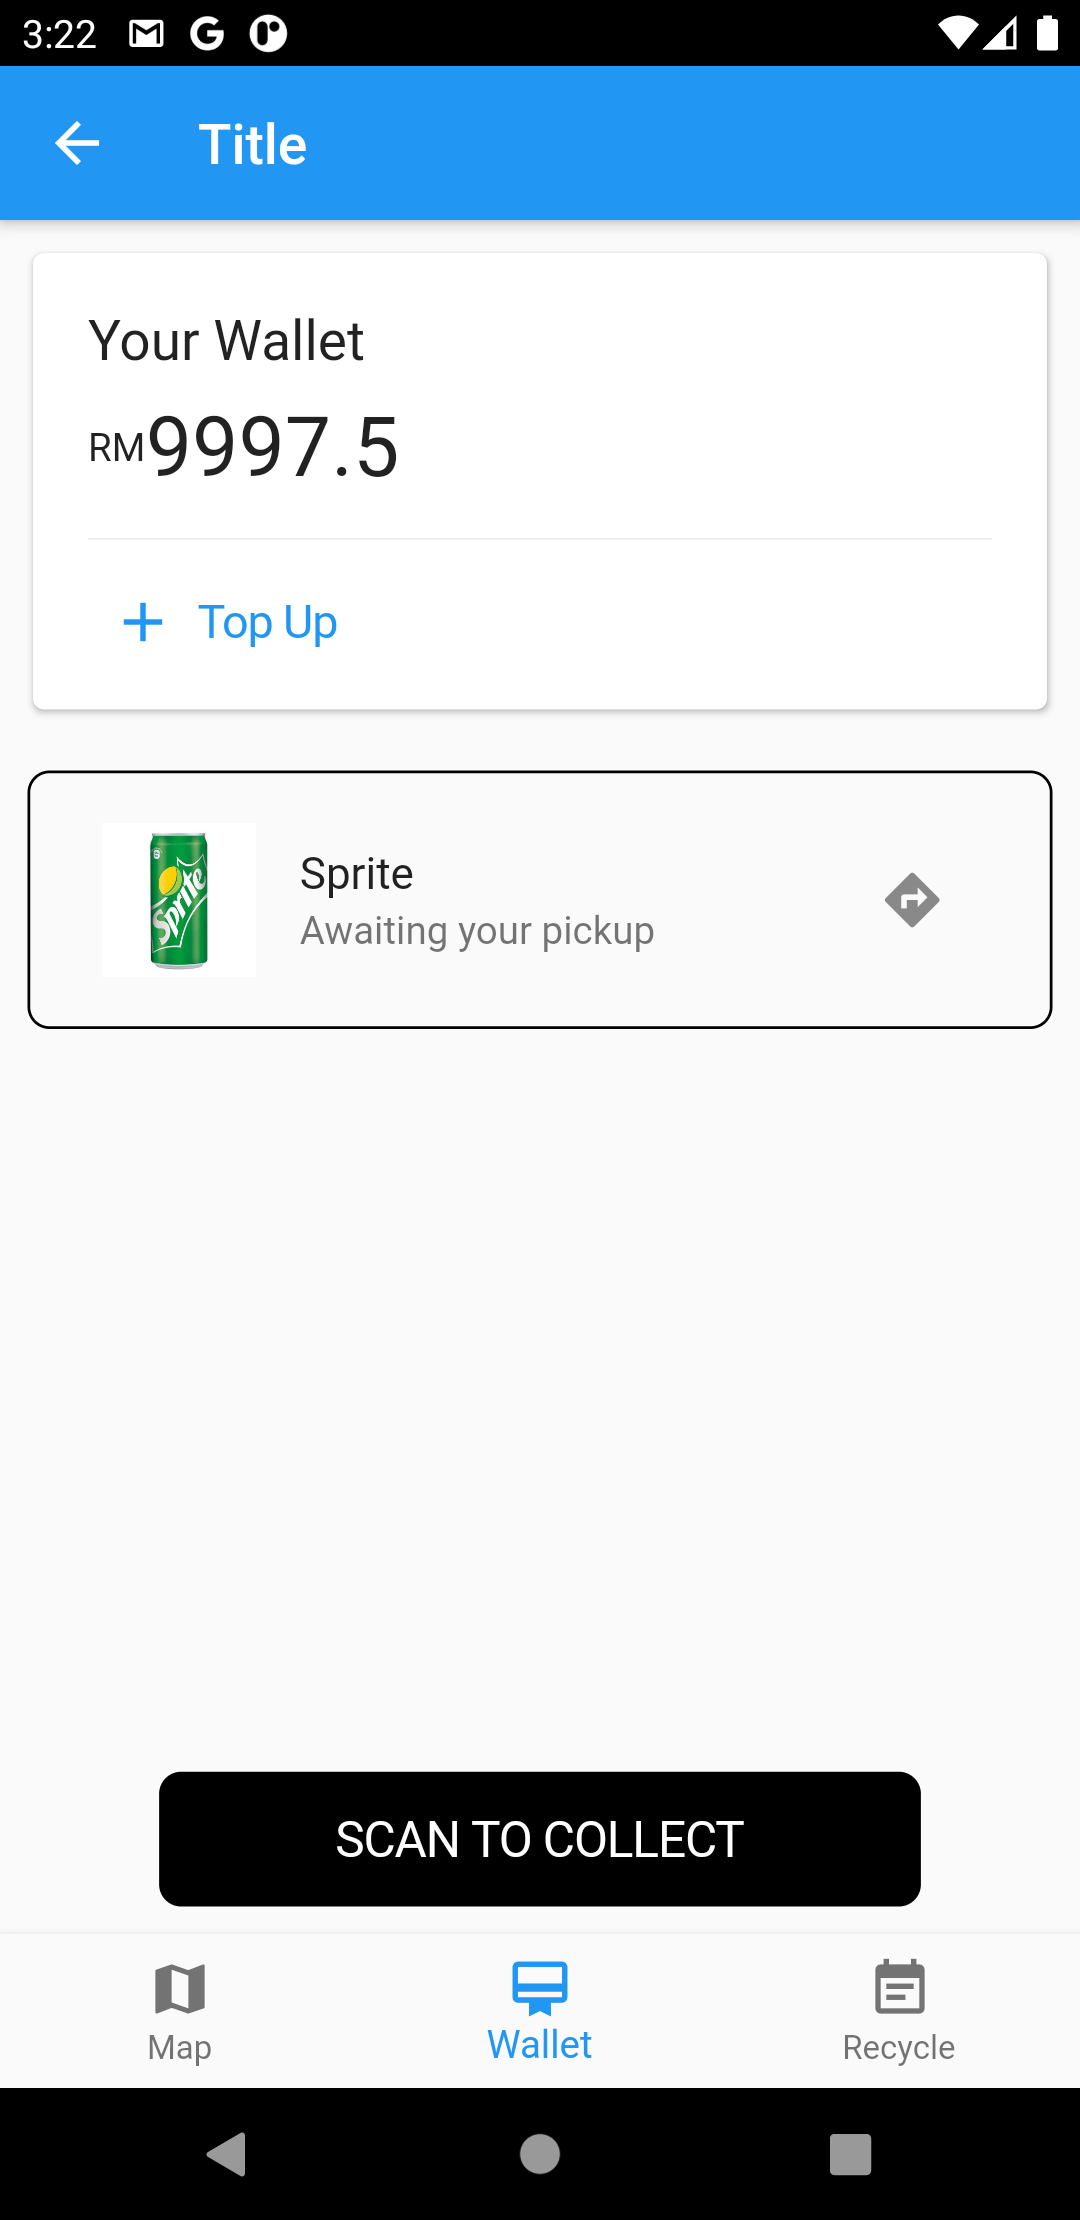 3:22
Title
Your Wallet
RM9997.5
Top Up
Sprite
Sprite
Awaiting your pickup
SCAN TO COLLECT
Map
Wallet
Recycle